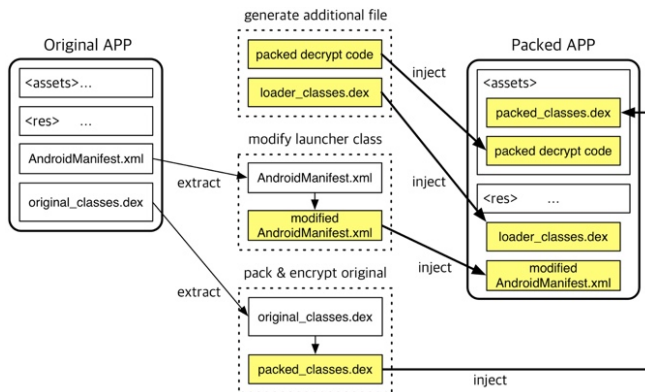 generate additional file
Original APP
Packed APP
packed decrypt code
<assets>...
inject
<assets>
loader_classes.dex
packed_classes.dex
<res> ...
modify launcher class
packed decrypt code
AndroidManifest.xml
AndroidManifest.xml
inject
extract
<res> ...
original_classes.dex
modified
AndroidManifest.xml
loader_classes.dex
pack & encrypt original
inject
modified
AndroidManifest.xml
extract
original_classes.dex
packed_classes.dex
inject